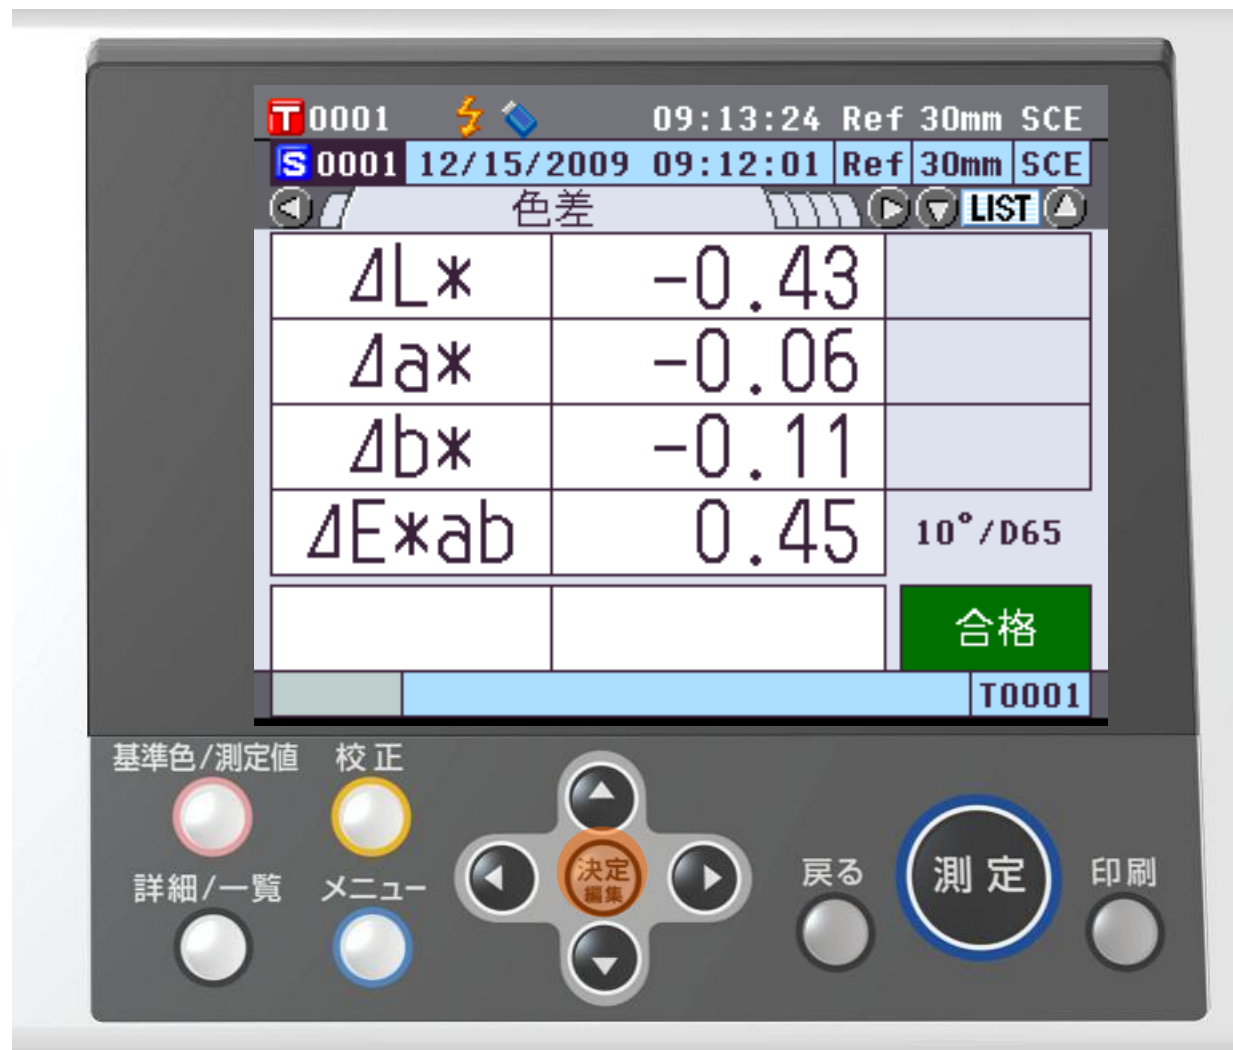 T 0001 09:13:24 Ref 30mm SCE
S 0001 12/15/2009 09:12:01 Ref 30mm SCE
色差 LIST
ΔL* -0.43
Δa* -0.06
Δb* -0.11
ΔE*ab 0.45 10°/D65
合格
T0001
基準色/測定値 校正
詳細/一覧 メニュー
決定
編集
戻る
測定
印刷